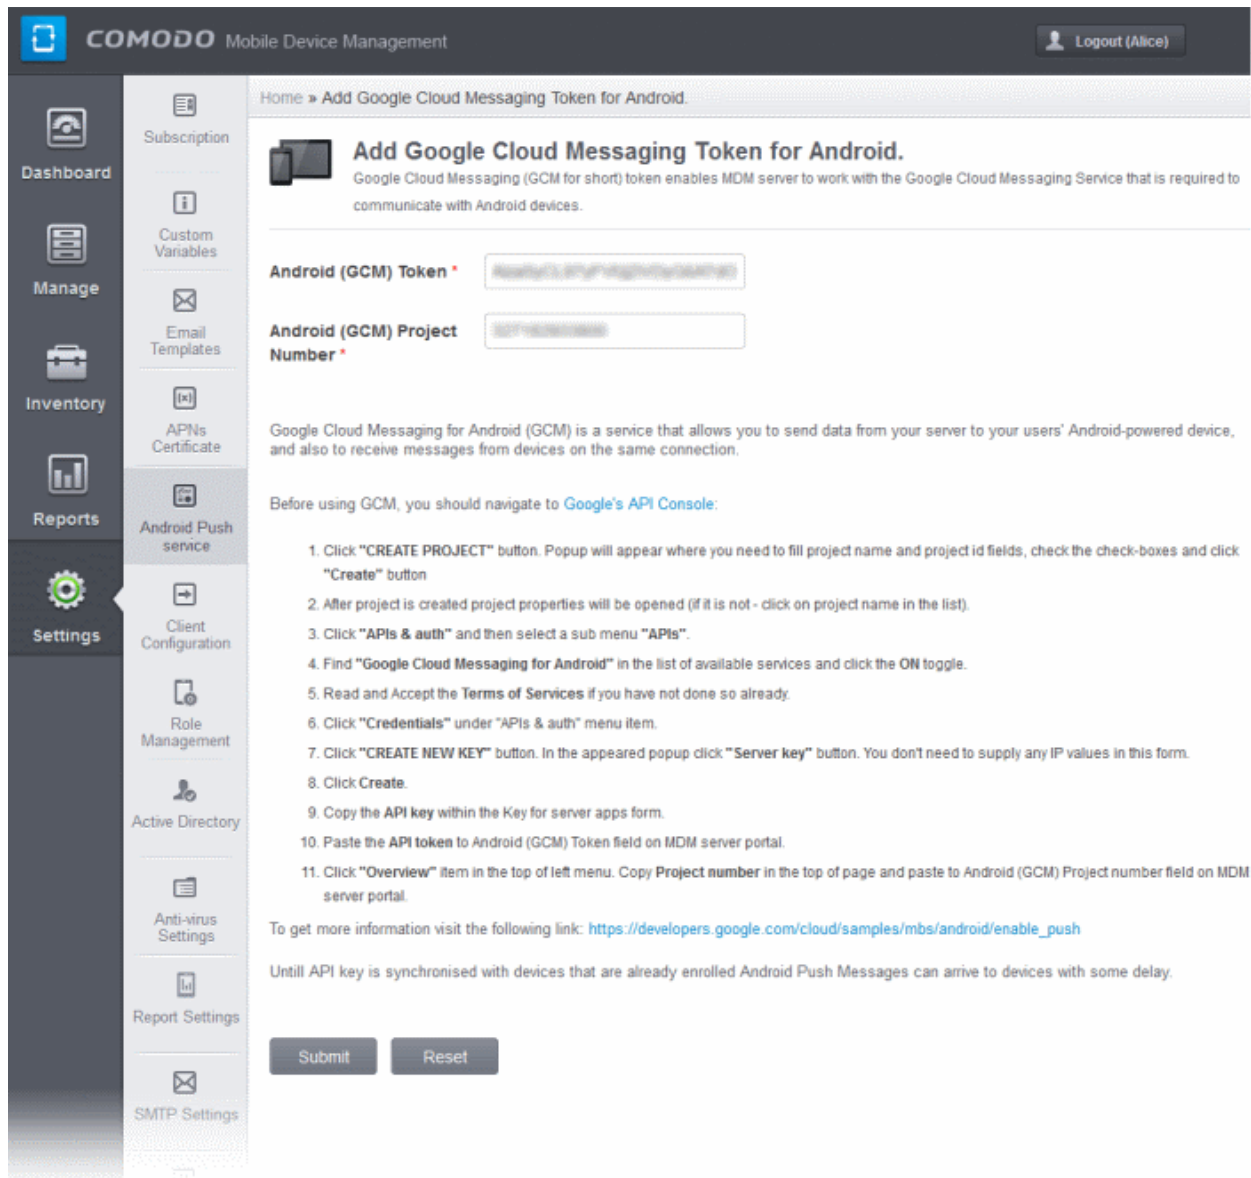 COMODO Mobile Device Management
Logout (Alice)
Dashboard
Manage
Inventory
Reports
Settings
Subscription
Custom
Variables
Email
Templates
APNs
Certificate
Android Push
service
Client
Configuration
Role
Management
Active Directory
Anti-virus
Settings
Report Settings
SMTP Settings
Home » Add Google Cloud Messaging Token for Android.
Add Google Cloud Messaging Token for Android.
Google Cloud Messaging (GCM for short) token enables MDM server to work with the Google Cloud Messaging Service that is required to
communicate with Android devices.
Android (GCM) Token *
Android (GCM) Project
Number *
Google Cloud Messaging for Android (GCM) is a service that allows you to send data from your server to your users' Android-powered device,
and also to receive messages from devices on the same connection.
Before using GCM, you should navigate to Google's API Console:
1. Click "CREATE PROJECT" button. Popup will appear where you need to fill project name and project id fields, check the check-boxes and click
"Create" button
2. After project is created project properties will be opened (if it is not - click on project name in the list).
3. Click "APIs & auth" and then select a sub menu "APIs".
4. Find "Google Cloud Messaging for Android" in the list of available services and click the ON toggle.
5. Read and Accept the Terms of Services if you have not done so already.
6. Click "Credentials" under "APIs & auth" menu item.
7. Click "CREATE NEW KEY" button. In the appeared popup click "Server key" button. You don't need to supply any IP values in this form.
8. Click Create.
9. Copy the API key within the Key for server apps form.
10. Paste the API token to Android (GCM) Token field on MDM server portal.
11. Click "Overview" item in the top of left menu. Copy Project number in the top of page and paste to Android (GCM) Project number field on MDM
server portal.
To get more information visit the following link: https://developers.google.com/cloud/samples/mbs/android/enable_push
Untill API key is synchronised with devices that are already enrolled Android Push Messages can arrive to devices with some delay.
Submit
Reset